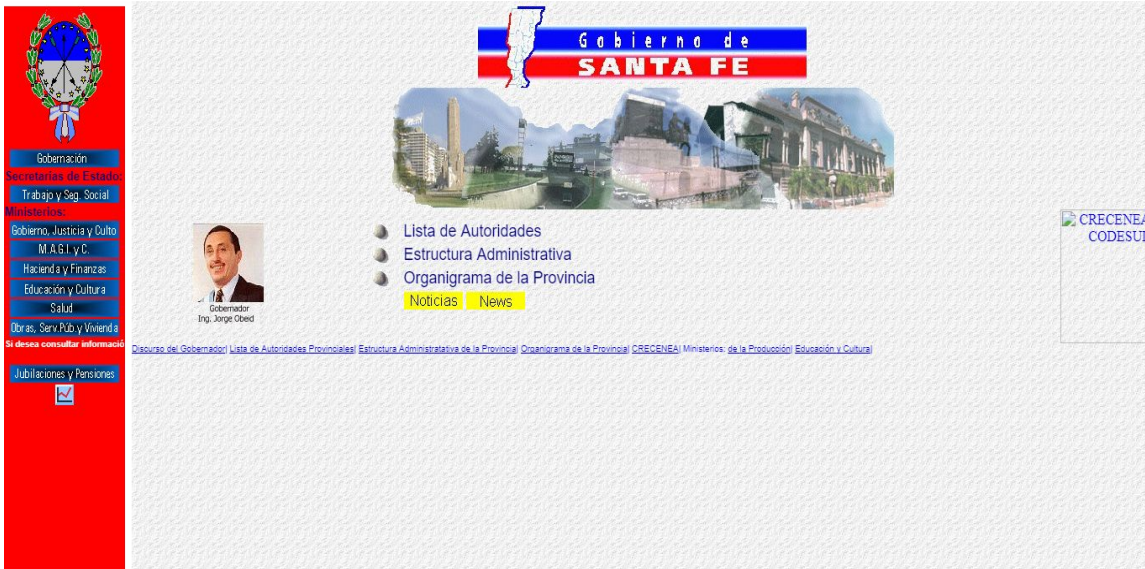 Gobernación
Secretarias de Estado:
Trabajo y Seg. Social
Ministerios:
Gobierno, Justicia y Culto
M.A.G.I. y C.
Hacienda y Finanzas
Educación y Cultura
Salud
Obras, Serv.Púb.y Vivienda
Si desea consultar informació
Jubilaciones y Pensiones
Gobierno de
SANTA FE
Gobernador
Ing. Jorge Obeid
Lista de Autoridades
Estructura Administrativa
Organigrama de la Provincia
Noticias News
CRECENEA
CODESUL
Discurso del Gobernador| Lista de Autoridades Provinciales| Estructura Administratativa de la Provincia| Organigrama de la Provincia| CRECENEA| Ministerios: de la Producción| Educación y Cultura|